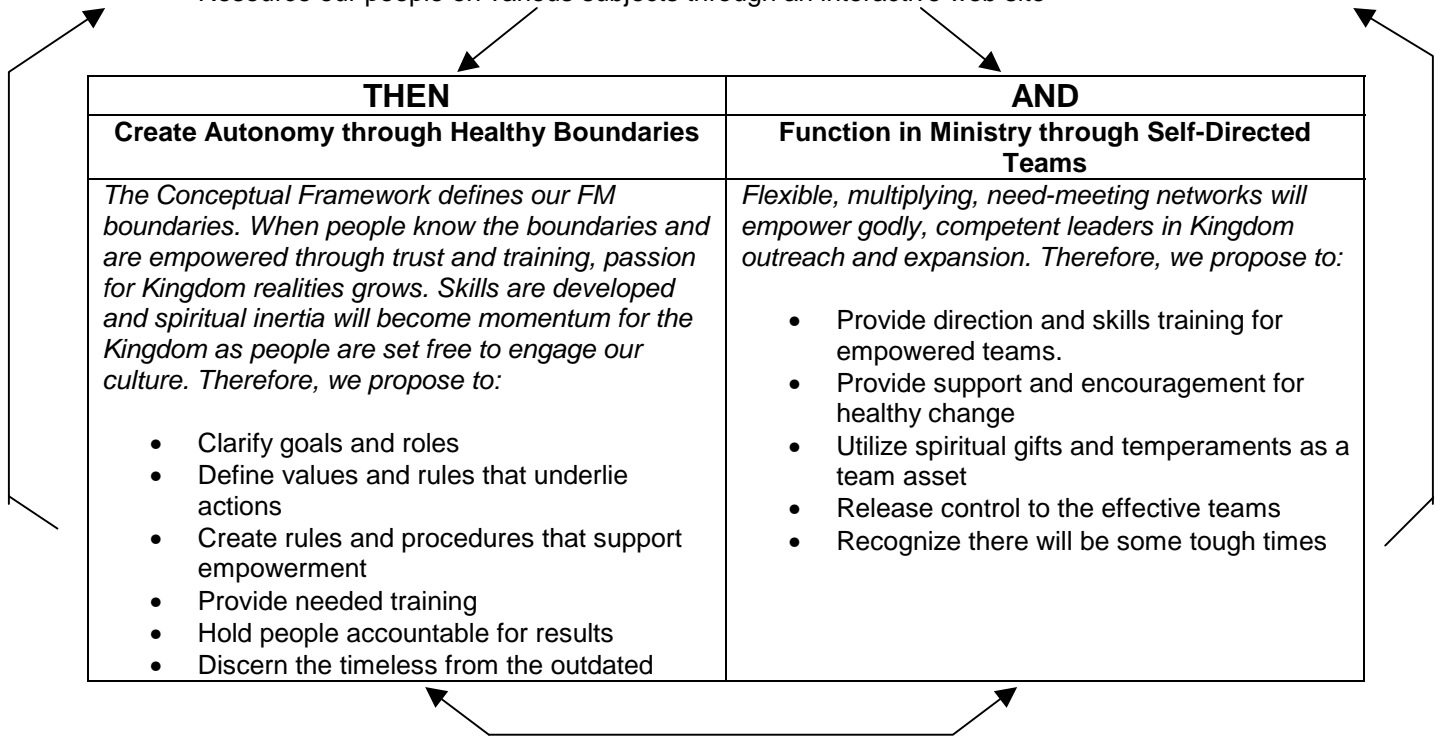 Resource our people on various subjects through an interactive web site
THEN
Create Autonomy through Healthy Boundaries
The Conceptual Framework defines our FM
boundaries. When people know the boundaries and
are empowered through trust and training, passion
for Kingdom realities grows. Skills are developed
and spiritual inertia will become momentum for the
Kingdom as people are set free to engage our
culture. Therefore, we propose to:
• Clarify goals and roles
• Define values and rules that underlie
actions
• Create rules and procedures that support
empowerment
• Provide needed training
• Hold people accountable for results
• Discern the timeless from the outdated
AND
Function in Ministry through Self-Directed
Teams
Flexible, multiplying, need-meeting networks will
empower godly, competent leaders in Kingdom
outreach and expansion. Therefore, we propose to:
• Provide direction and skills training for
empowered teams.
• Provide support and encouragement for
healthy change
• Utilize spiritual gifts and temperaments as a
team asset
• Release control to the effective teams
• Recognize there will be some tough times